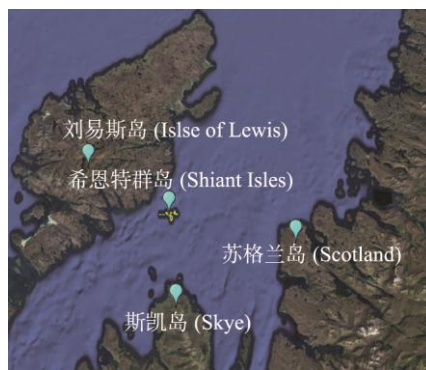 刘易斯岛 (Islse of Lewis)
希恩特群岛 (Shiant Isles)
苏格兰岛 (Scotland)
斯凯岛 (Skye)